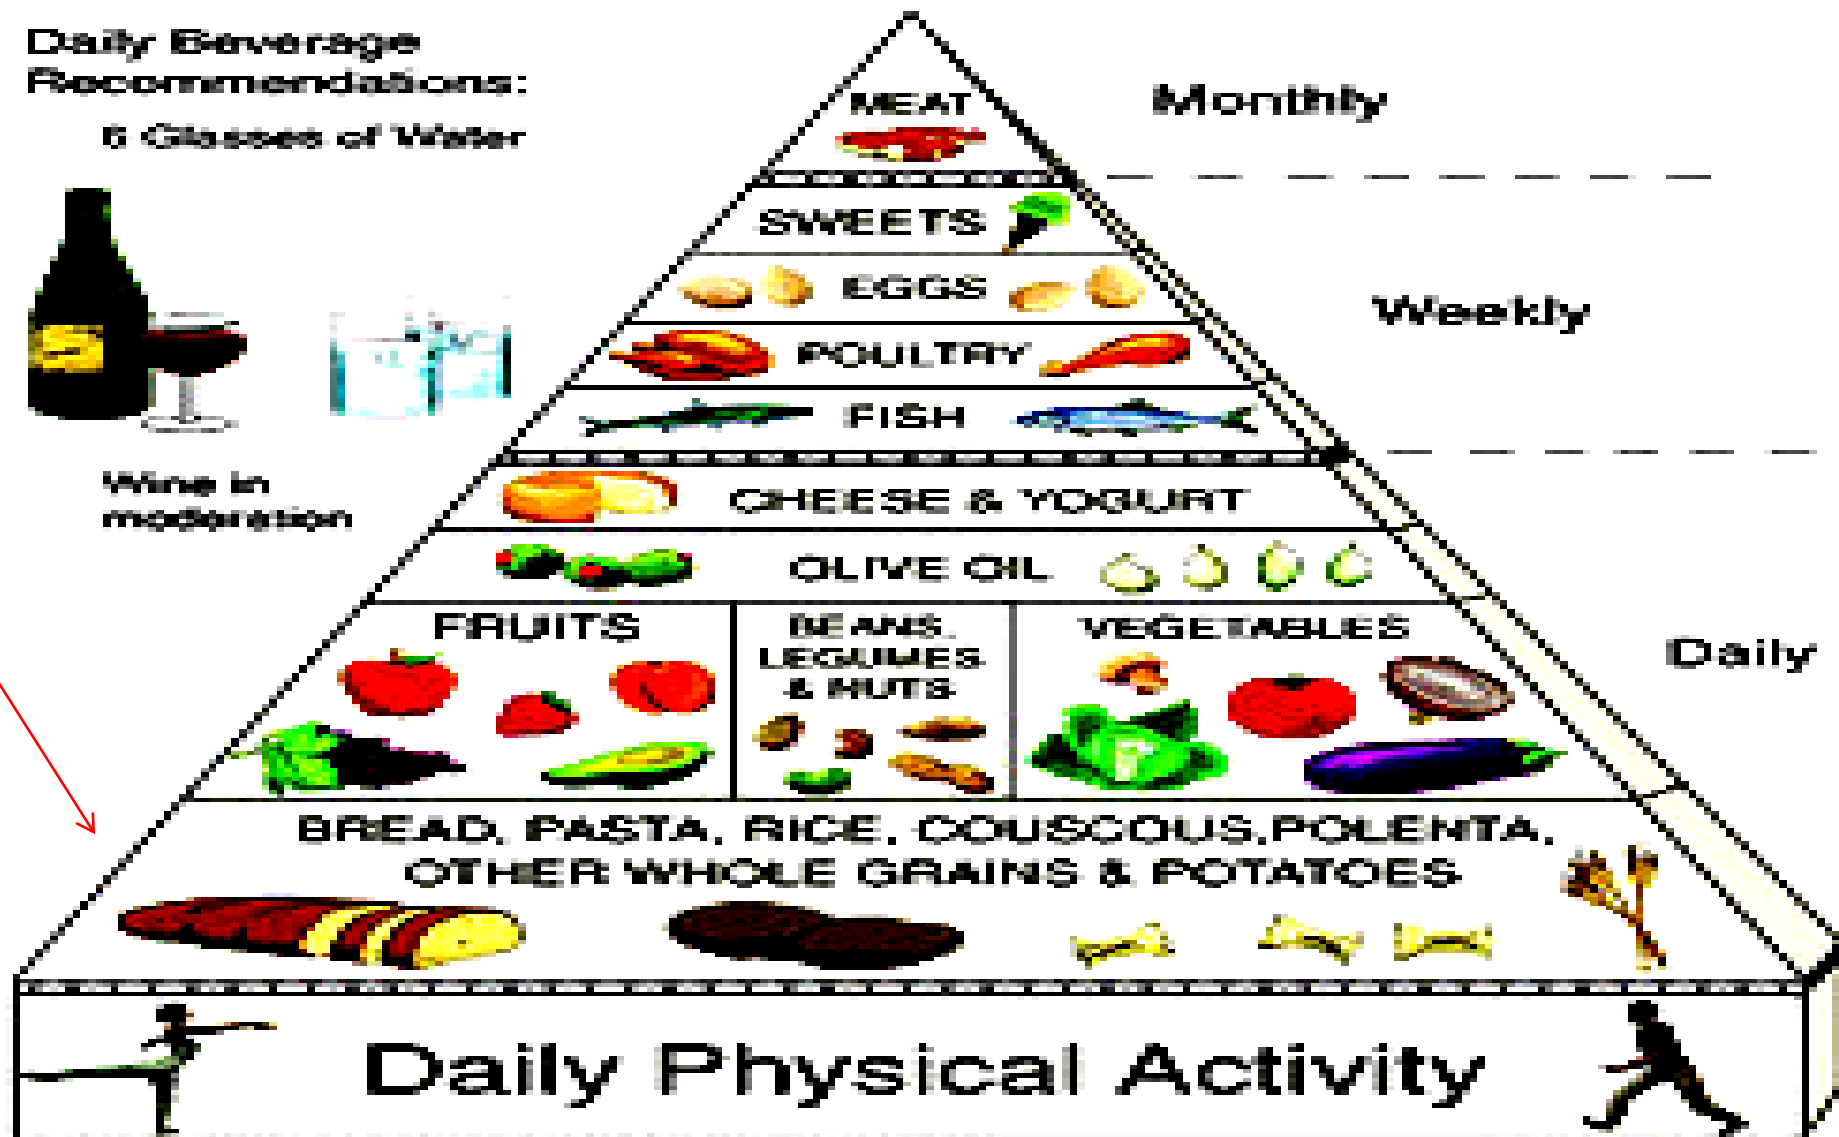 Daily Beverage
Recommendations:
6 Glasses of Water
Wine in
moderation
MEAT
Monthly
SWEETS
EGGS
POULTRY
FISH
Weekly
CHEESE & YOGURT
OLIVE OIL
FRUITS
BEANS,
LEGUMES
& NUTS
VEGETABLES
Daily
BREAD, PASTA, RICE, COUSCOUS, POLENTA,
OTHER WHOLE GRAINS & POTATOES
Daily Physical Activity